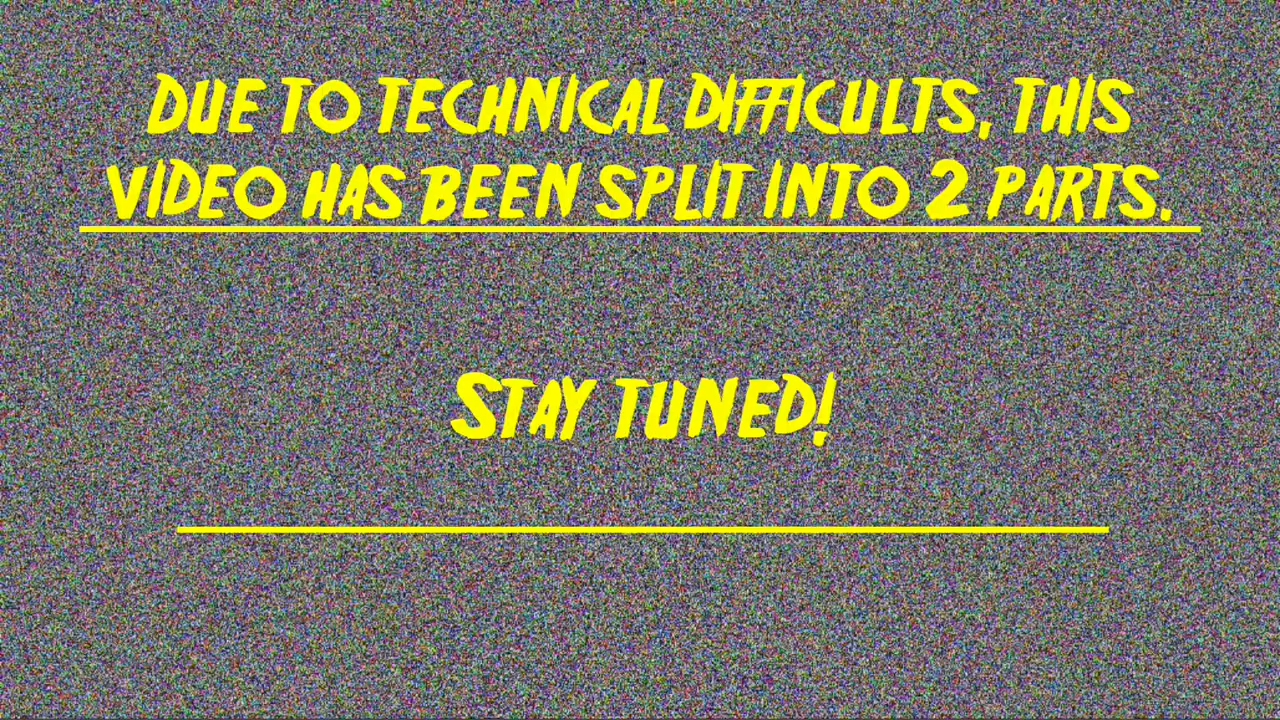 DUE TO TECHNICAL DIFFICULTS, THIS
VIDEO HAS BEEN SPLIT INTO 2 PARTS.
STAY TUNED!